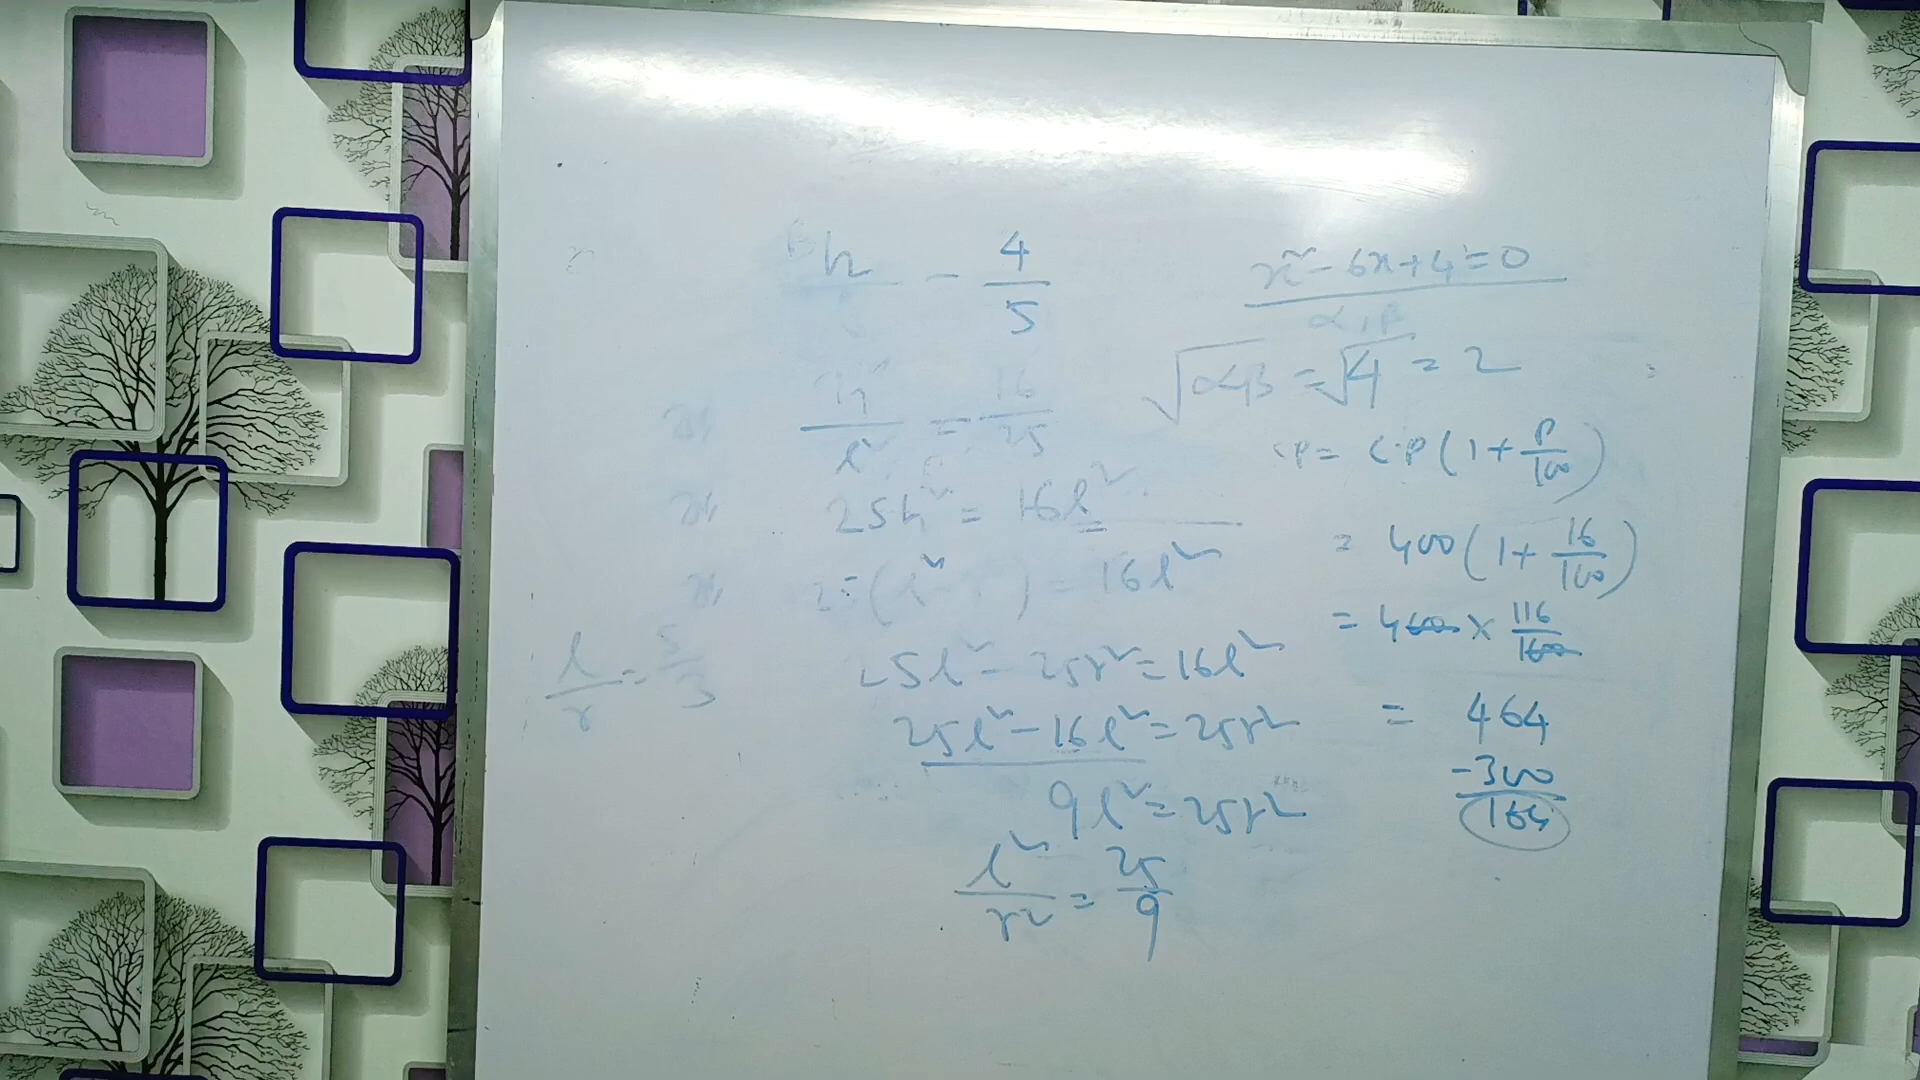 h/ = 4/5
h²/l² = 16/25
25h² = 16l²
25(l² ) = 16l²
25l² - 25r² = 16l²
25l² - 16l² = 25r²
9l² = 25r²
l²/r² = 25/9
l/r = 5/3
x² - 6x + 4 = 0
α, β
√αβ = √4 = 2
P = C.P (1 + P/100)
= 400 (1 + 16/100)
= 400 × 116/100
= 464
- 300
164